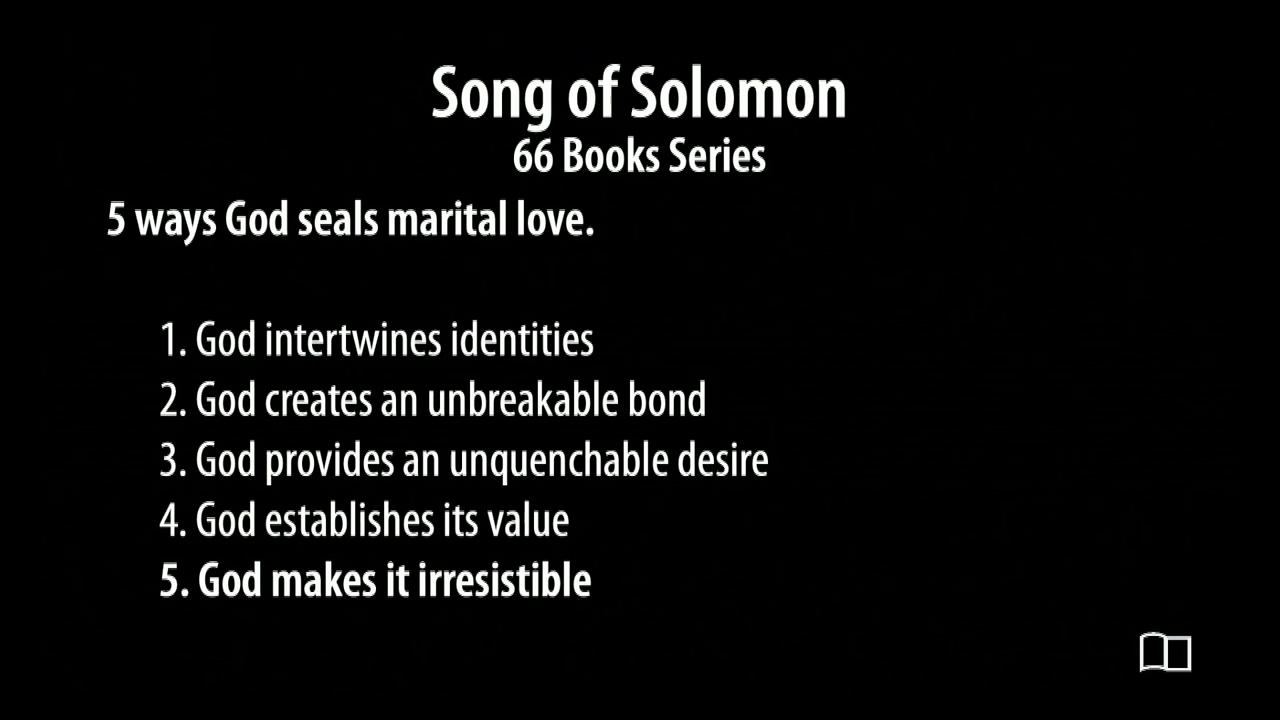 Song of Solomon
66 Books Series
5 ways God seals marital love.
1. God intertwines identities
2. God creates an unbreakable bond
3. God provides an unquenchable desire
4. God establishes its value
5. God makes it irresistible